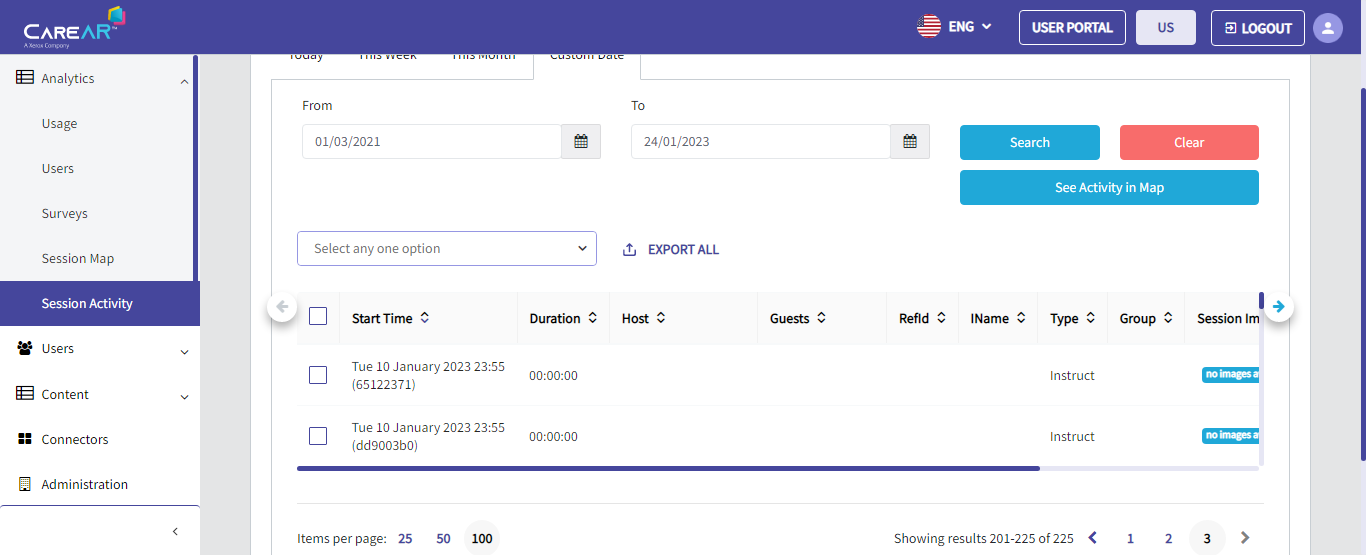 CAREAR™
A Xerox Company
ENG
USER PORTAL
US
LOGOUT
Analytics
Usage
Users
Surveys
Session Map
Session Activity
Users
Content
Connectors
Administration
Today This Week This Month Custom Date
From To
01/03/2021 24/01/2023
Search Clear
See Activity in Map
Select any one option EXPORT ALL
Start Time Duration Host Guests RefId IName Type Group Session Im
Tue 10 January 2023 23:55
(65122371) 00:00:00 Instruct no images a
Tue 10 January 2023 23:55
(dd9003b0) 00:00:00 Instruct no images a
Items per page: 25 50 100 Showing results 201-225 of 225 1 2 3